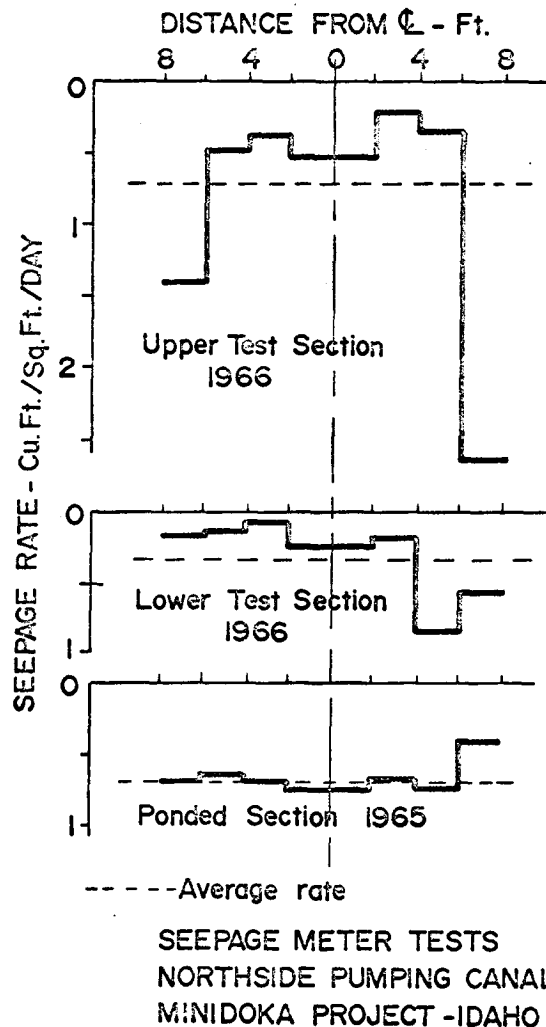 DISTANCE FROM ℄ - Ft.
8 4 0 4 8
0
1
2
SEEPAGE RATE - Cu. Ft./Sq. Ft./DAY
Upper Test Section
1966
0
1
Lower Test Section
1966
0
1
Ponded Section 1965
-----Average rate
SEEPAGE METER TESTS
NORTHSIDE PUMPING CANAL
MINIDOKA PROJECT - IDAHO